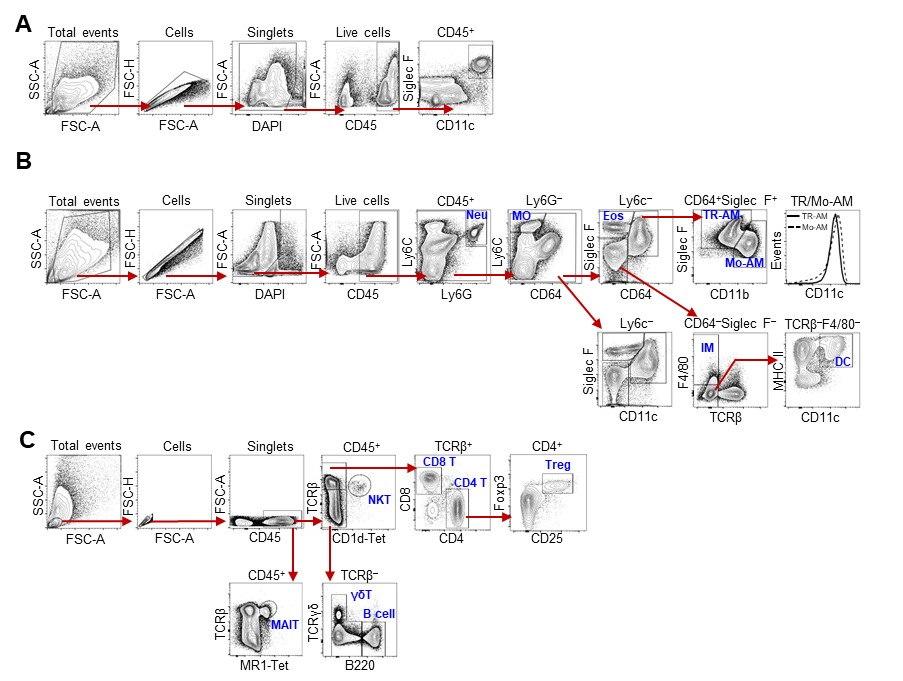 A
Total events
Cells
Singlets
Live cells
CD45⁺
SSC-A
FSC-H
FSC-A
FSC-A
Siglec F
FSC-A
FSC-A
DAPI
CD45
CD11c
B
Total events
Cells
Singlets
Live cells
CD45⁺
Ly6G⁻
Ly6c⁻
CD64⁺Siglec F⁺
TR/Mo-AM
SSC-A
FSC-H
FSC-A
FSC-A
Ly6C
Neu
Ly6C
MO
Siglec F
Eos
Siglec F
TR-AM
Mo-AM
Events
TR-AM
Mo-AM
FSC-A
FSC-A
DAPI
CD45
Ly6G
CD64
CD64
CD11b
CD11c
Ly6c⁻
CD64⁻Siglec F⁻
TCRβ⁻F4/80⁻
Siglec F
F4/80
IM
MHC II
DC
CD11c
TCRβ
CD11c
C
Total events
Cells
Singlets
CD45⁺
TCRβ⁺
CD4⁺
SSC-A
FSC-H
FSC-A
TCRβ
NKT
CD8
CD8 T
CD4 T
Foxp3
Treg
FSC-A
FSC-A
CD45
CD1d-Tet
CD4
CD25
CD45⁺
TCRβ⁻
TCRβ
MAIT
TCRγδ
γδT
B cell
MR1-Tet
B220